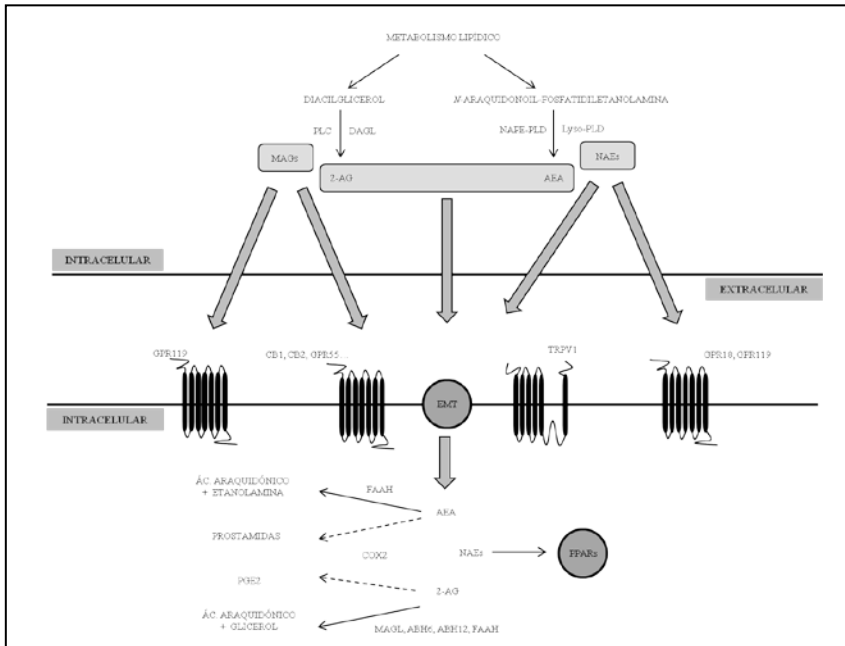 METABOLISMO LIPÍDICO
DIACILGLICEROL
N-ARAQUIDONOIL-FOSFATIDILETANOLAMINA
PLC DAGL
NAPE-PLD Lyso-PLD
MAGs
NAEs
2-AG AEA
INTRACELULAR
EXTRACELULAR
GPR119
CB1, CB2, GPR55...
TRPV1
GPR18, GPR119
EMT
INTRACELULAR
ÁC. ARAQUIDÓNICO
+ ETANOLAMINA
FAAH
AEA
PROSTAMIDAS
COX2
NAEs
PPARs
PGE2
2-AG
ÁC. ARAQUIDÓNICO
+ GLICEROL
MAGL, ABH6, ABH12, FAAH